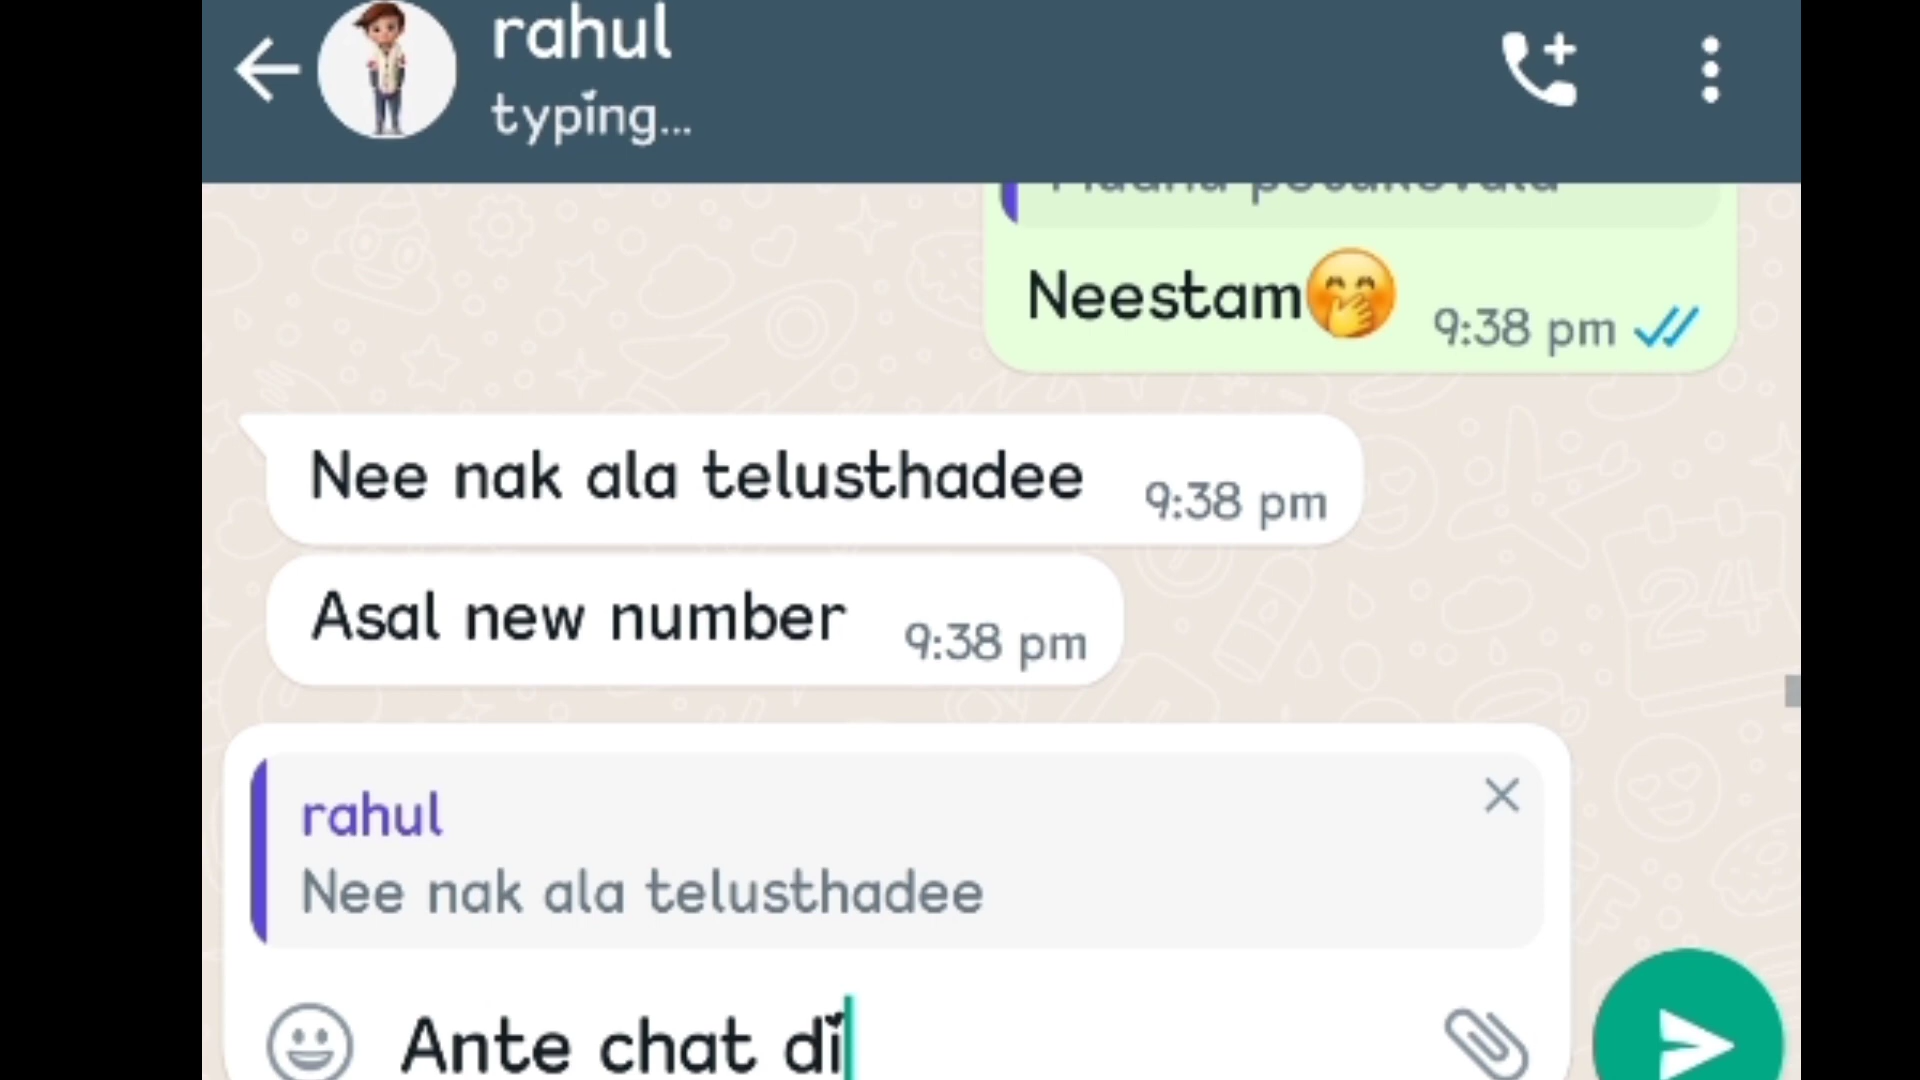 rahul
typing...
Neestam🤭
9:38 pm
Nee nak ala telusthadee
9:38 pm
Asal new number
9:38 pm
rahul
Nee nak ala telusthadee
Ante chat di